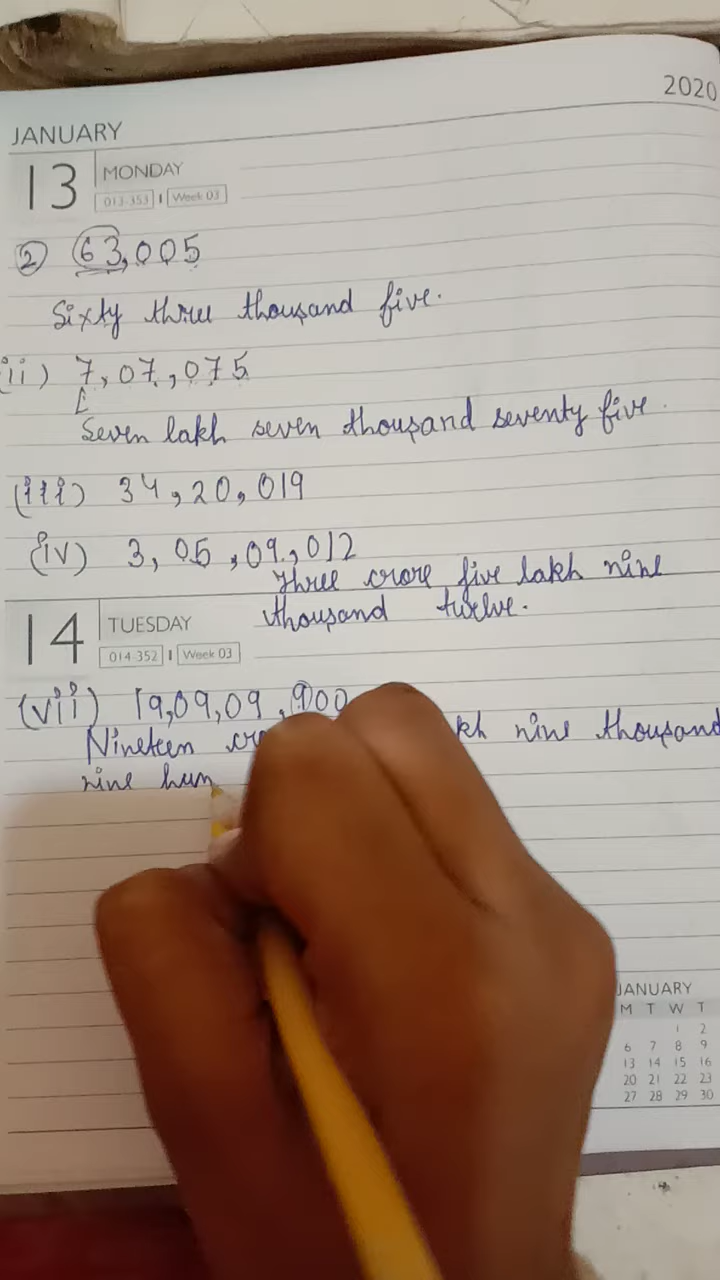 2020
JANUARY
13 MONDAY
013-353 Week 03
2 63,005
Sixty three thousand five.
ii) 7,07,075
Seven lakh seven thousand seventy five.
(iii) 34,20,019
(iv) 3,05,09,012
Three crore five lakh nine
thousand twelve.
14 TUESDAY
014-352 Week 03
(vii) 19,09,09,900
Nineteen nine thousand
nine hun
JANUARY
M T W T
1 2
6 7 8 9
13 14 15 16
20 21 22 23
27 28 29 30